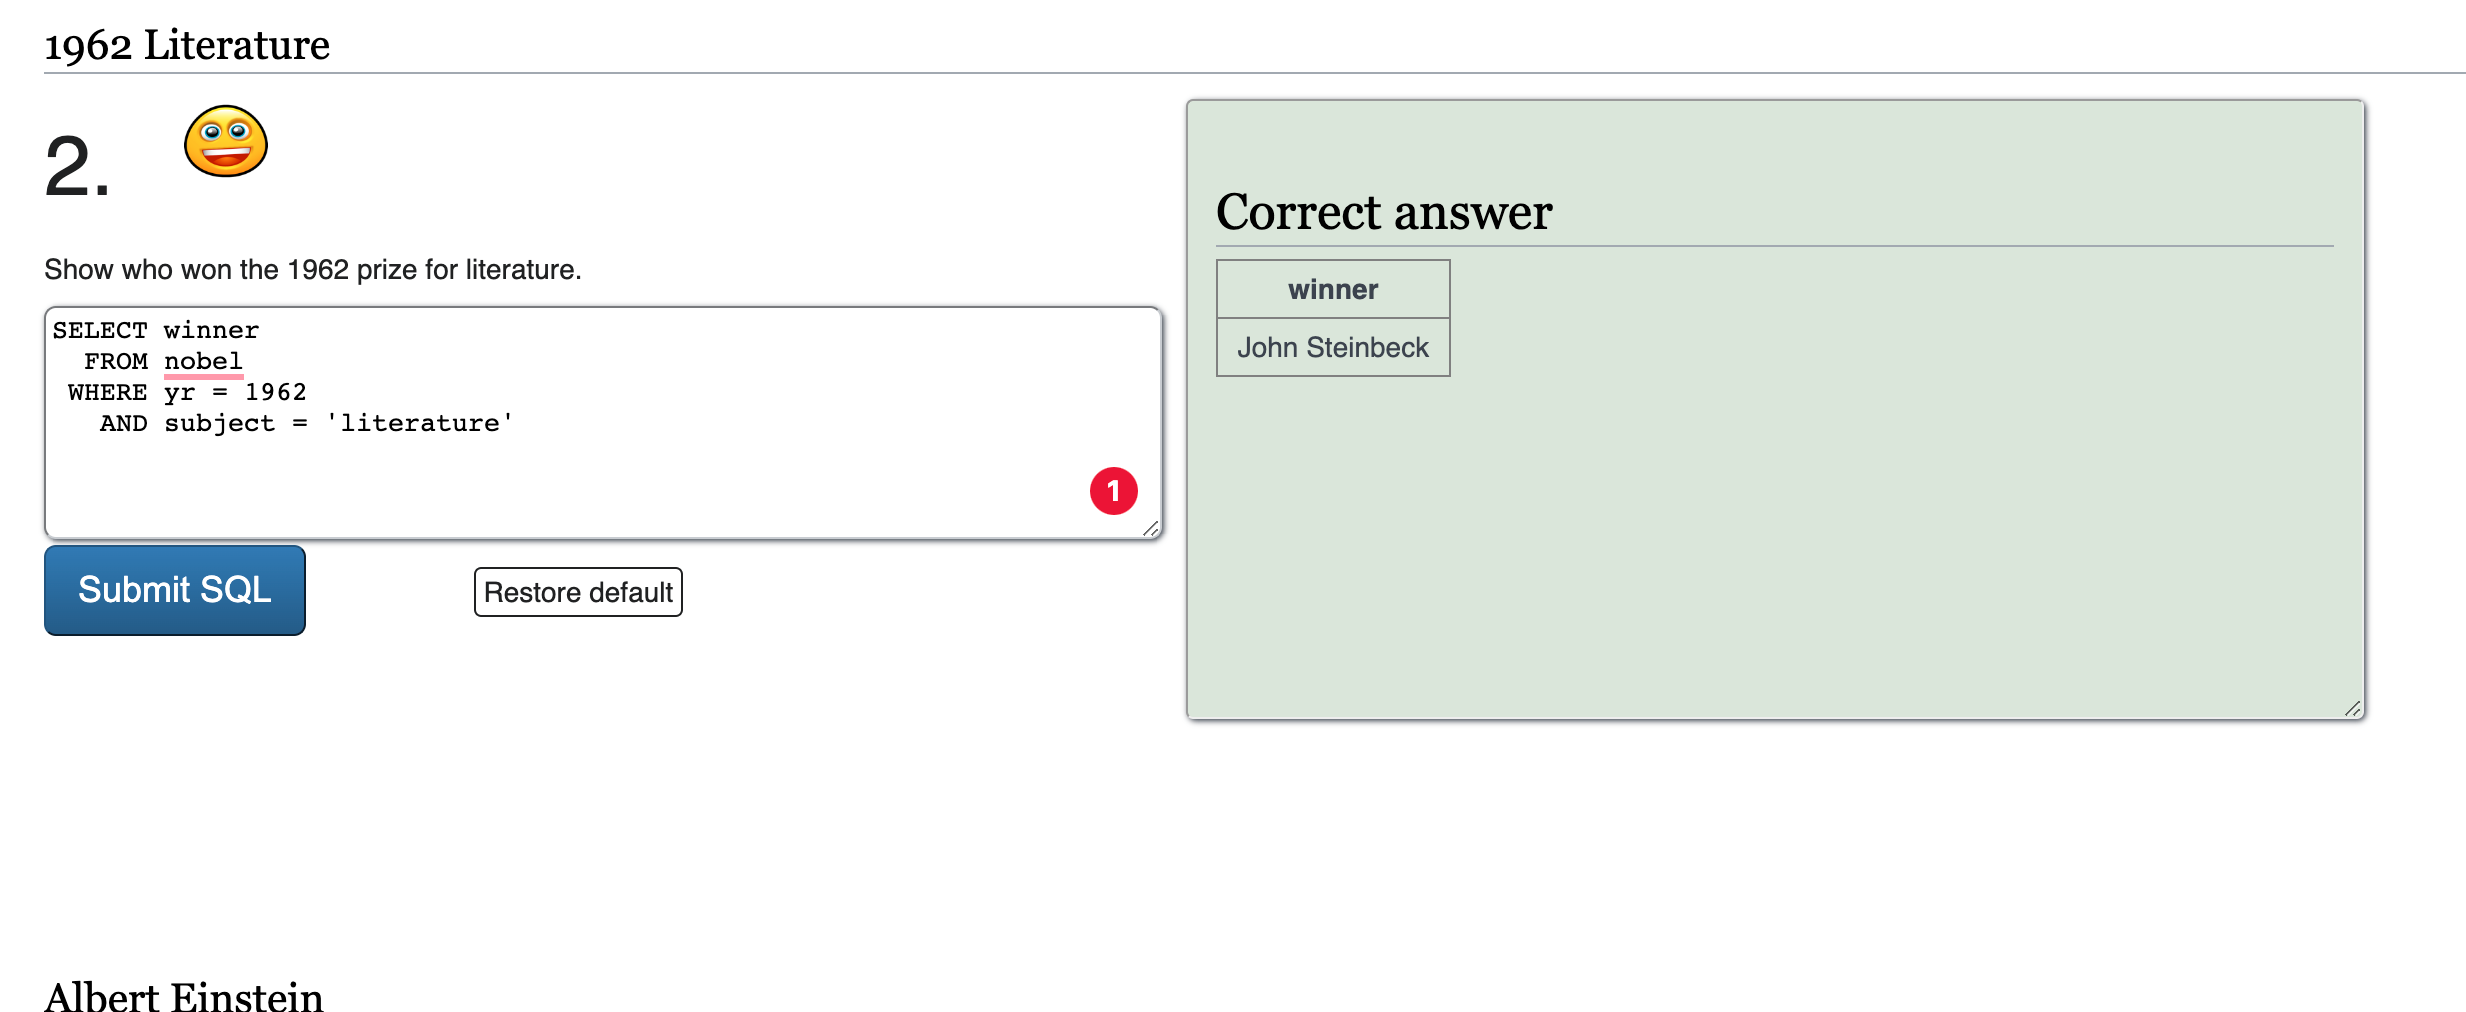 1962 Literature
2.
Show who won the 1962 prize for literature.
SELECT winner
FROM nobel
WHERE yr = 1962
AND subject = 'literature'
1
Submit SQL
Restore default
Correct answer
winner
John Steinbeck
Albert Einstein